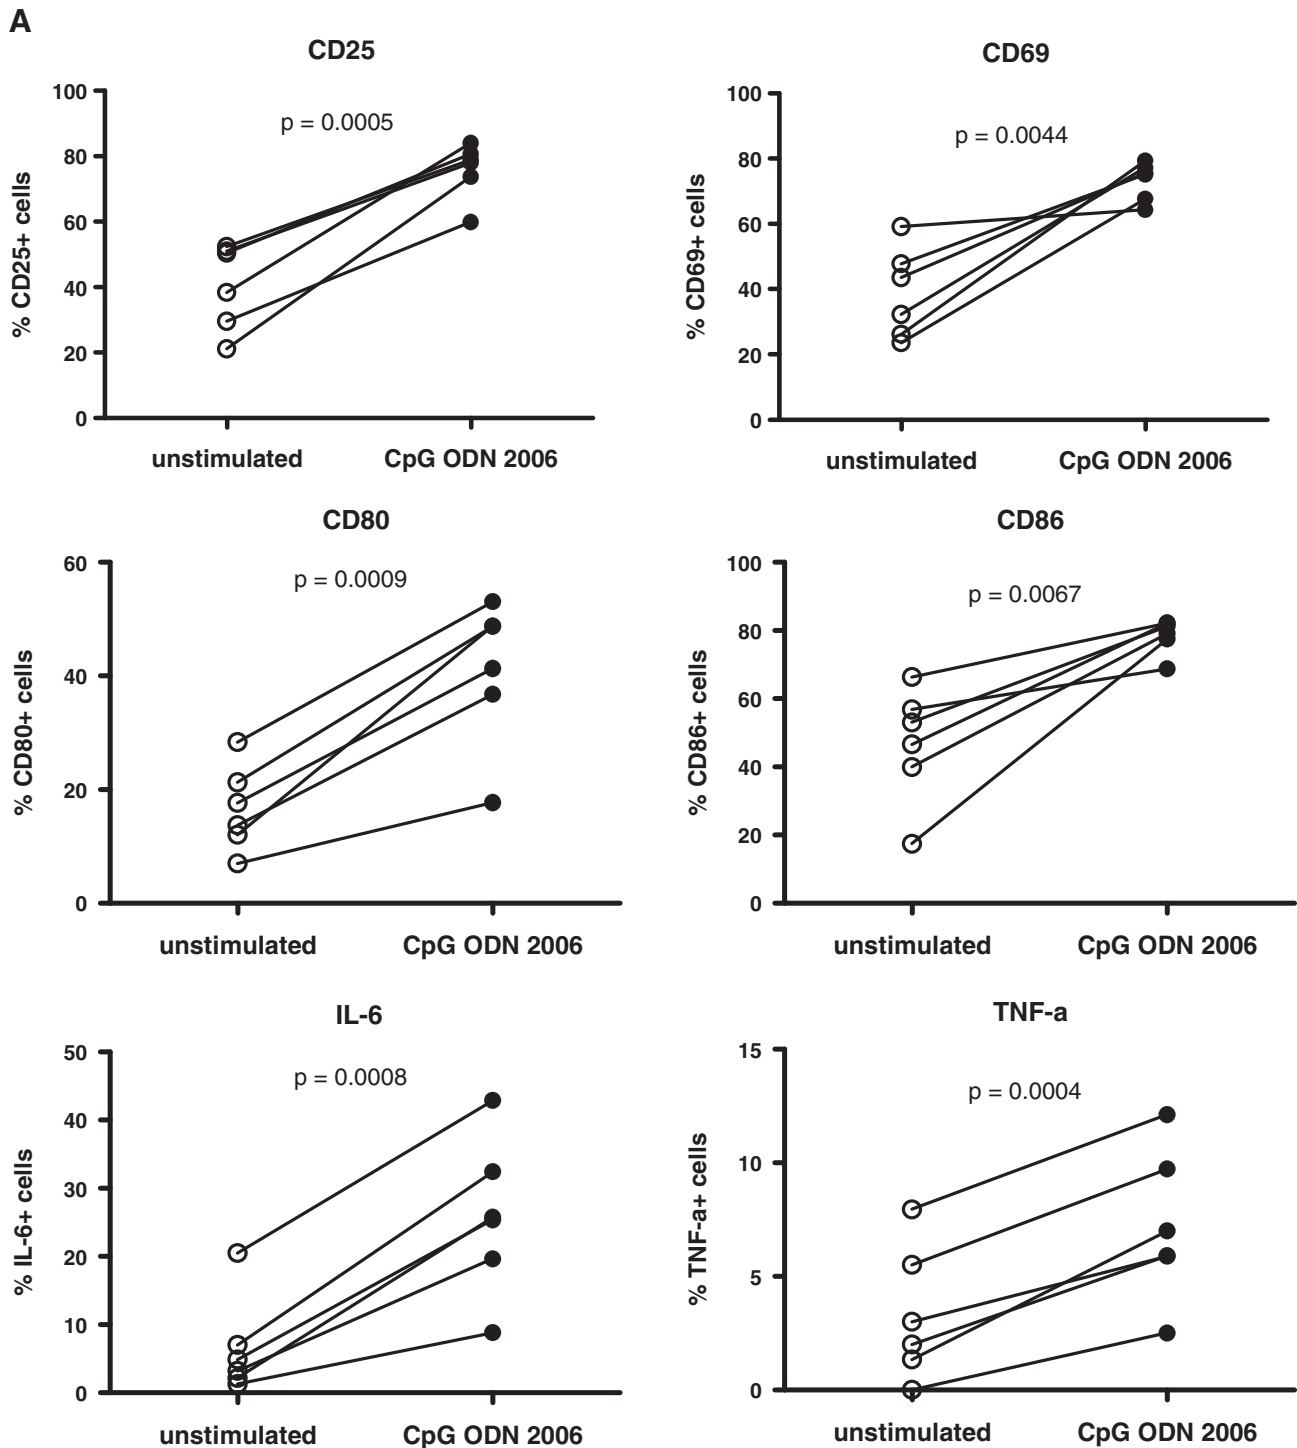 A
CD25
100
80
60
40
20
0
% CD25+ cells
p = 0.0005
unstimulated CpG ODN 2006
CD69
100
80
60
40
20
0
% CD69+ cells
p = 0.0044
unstimulated CpG ODN 2006
CD80
60
40
20
0
% CD80+ cells
p = 0.0009
unstimulated CpG ODN 2006
CD86
100
80
60
40
20
0
% CD86+ cells
p = 0.0067
unstimulated CpG ODN 2006
IL-6
50
40
30
20
10
0
% IL-6+ cells
p = 0.0008
unstimulated CpG ODN 2006
TNF-a
15
10
5
0
% TNF-a+ cells
p = 0.0004
unstimulated CpG ODN 2006